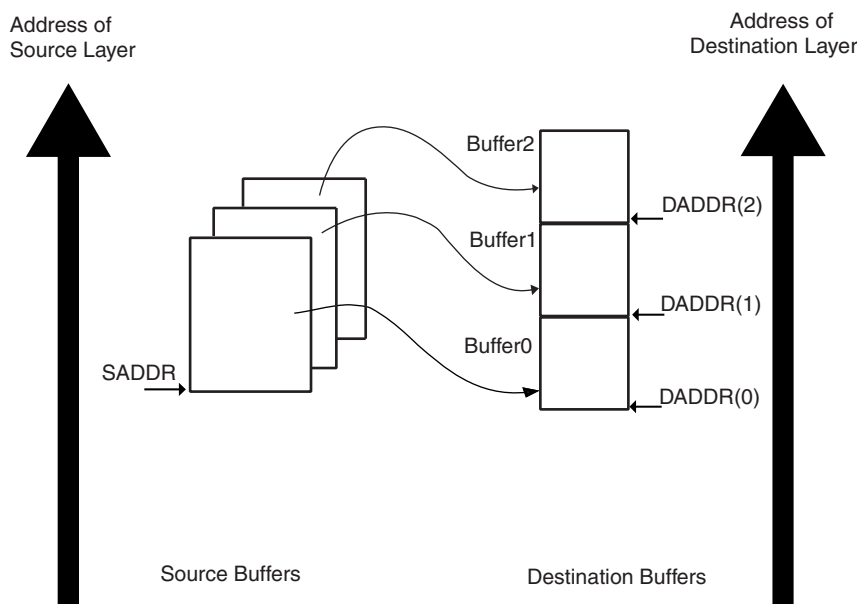 Address of
Source Layer
Address of
Destination Layer
Buffer2
DADDR(2)
Buffer1
DADDR(1)
Buffer0
SADDR
DADDR(0)
Source Buffers
Destination Buffers